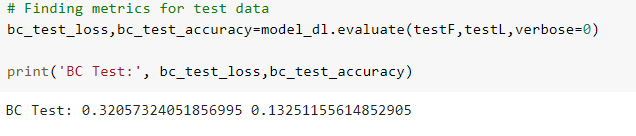 # Finding metrics for test data
bc_test_loss,bc_test_accuracy=model_dl.evaluate(testF,testL,verbose=0)
print('BC Test:', bc_test_loss,bc_test_accuracy)
BC Test: 0.32057324051856995 0.13251155614852905